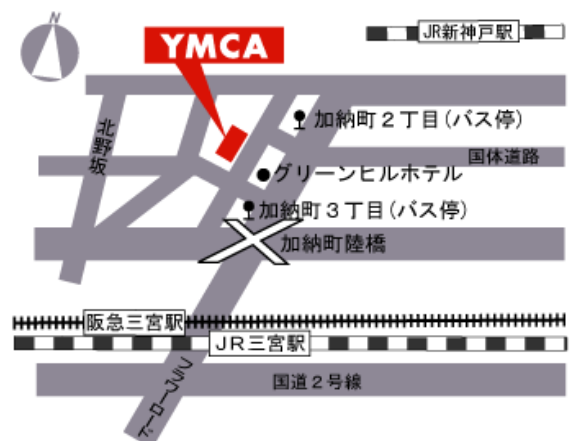 N
YMCA
JR新神戸駅
加納町2丁目(バス停)
北野坂
国体道路
グリーンヒルホテル
加納町3丁目(バス停)
加納町陸橋
阪急三宮駅
JR三宮駅
国道2号線
フラワーロード